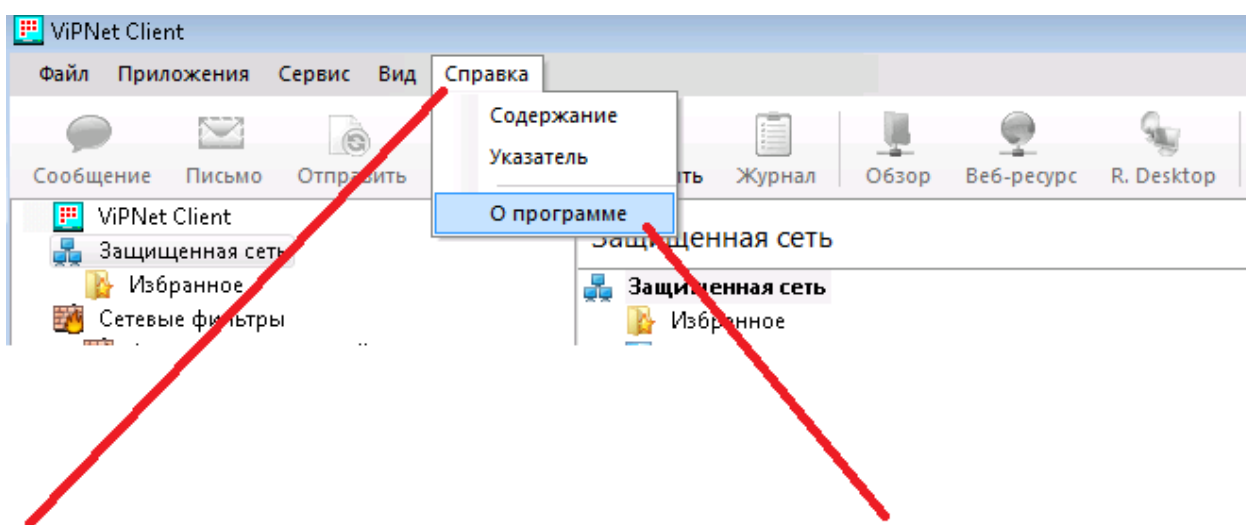 ViPNet Client
Файл Приложения Сервис Вид Справка
Содержание
Указатель
О программе
Сообщение Письмо Отправить Журнал Обзор Веб-ресурс R. Desktop
ViPNet Client
Защищенная сеть
Избранное
Сетевые фильтры
Защищенная сеть
Защищенная сеть
Избранное